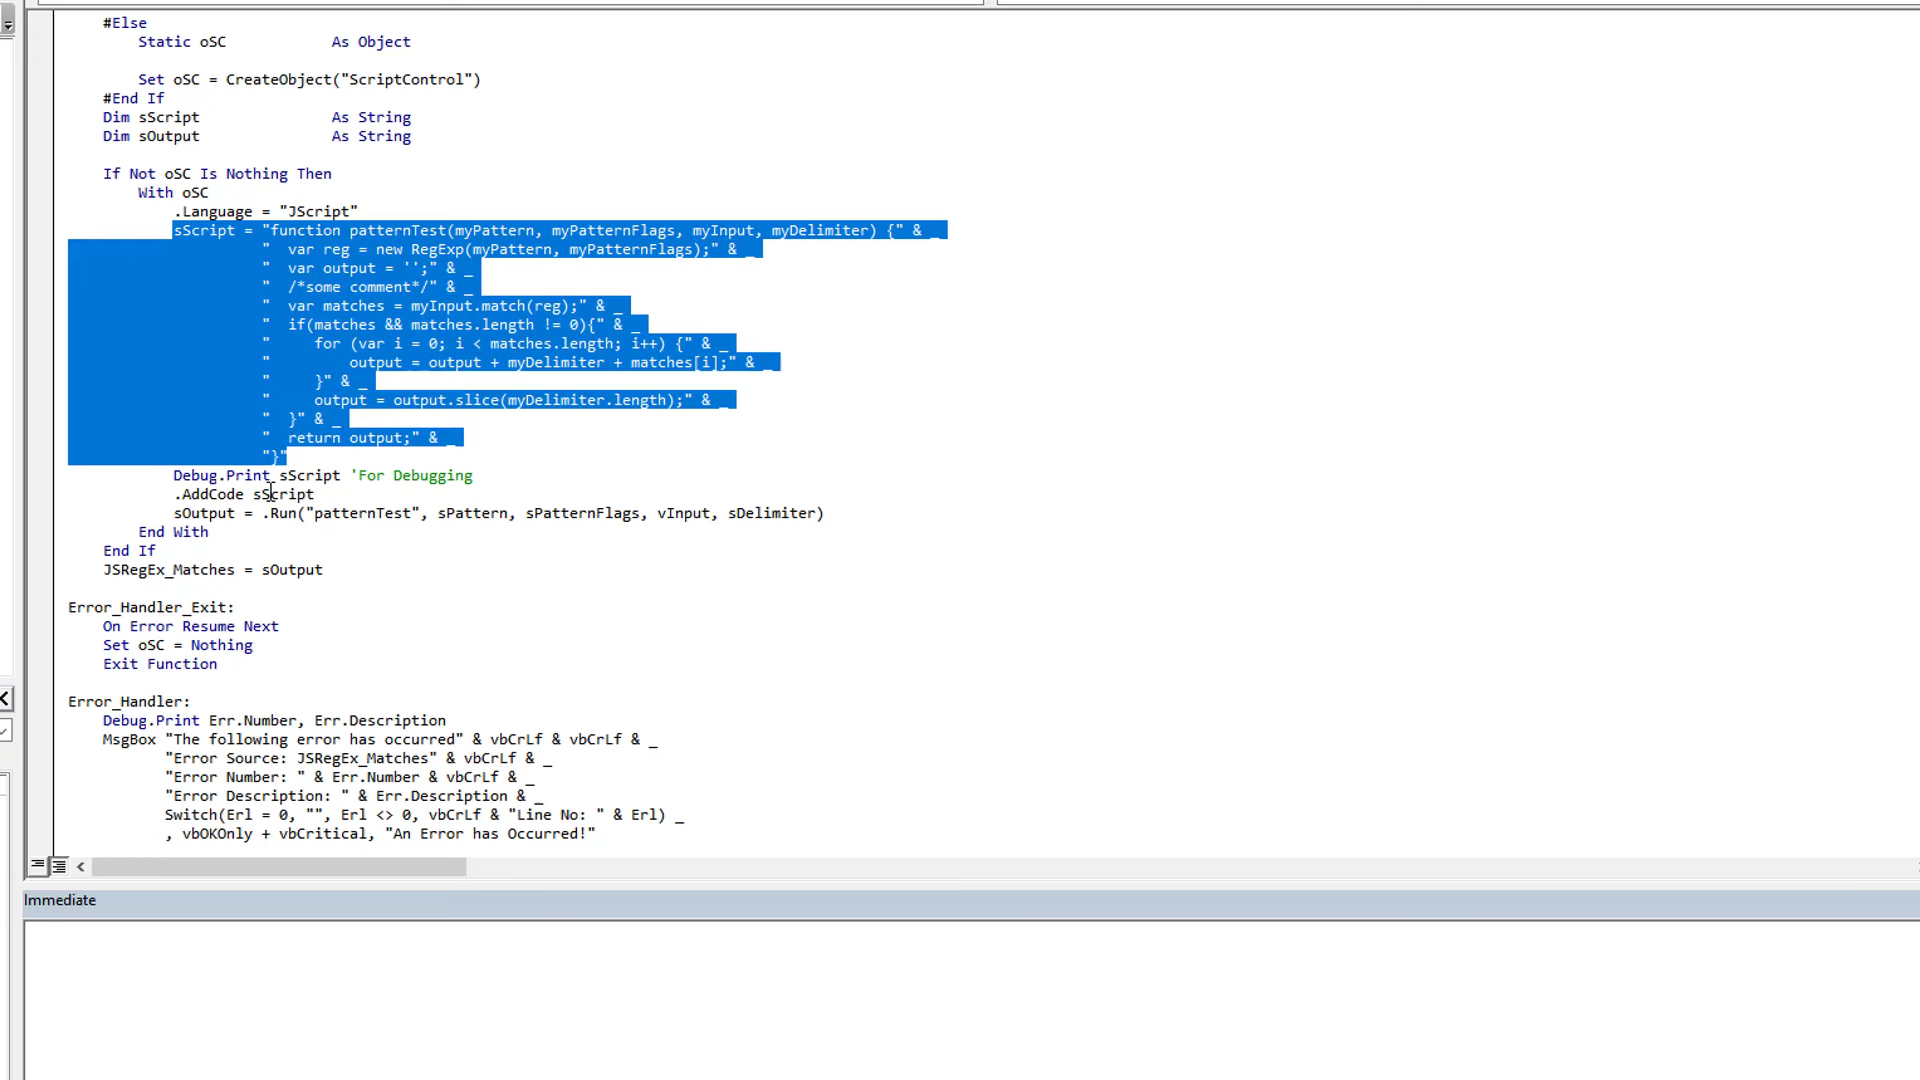 #Else
Static oSC As Object
Set oSC = CreateObject("ScriptControl")
#End If
Dim sScript As String
Dim sOutput As String
If Not oSC Is Nothing Then
With oSC
.Language = "JScript"
sScript = "function patternTest(myPattern, myPatternFlags, myInput, myDelimiter) {" & _
"  var reg = new RegExp(myPattern, myPatternFlags);" & _
"  var output = '';" & _
"  /*some comment*/" & _
"  var matches = myInput.match(reg);" & _
"  if(matches && matches.length != 0){" & _
"     for (var i = 0; i < matches.length; i++) {" & _
"         output = output + myDelimiter + matches[i];" & _
"     }" & _
"     output = output.slice(myDelimiter.length);" & _
"  }" & _
"  return output;" & _
"}"
Debug.Print sScript 'For Debugging
.AddCode sScript
sOutput = .Run("patternTest", sPattern, sPatternFlags, vInput, sDelimiter)
End With
End If
JSRegEx_Matches = sOutput
Error_Handler_Exit:
On Error Resume Next
Set oSC = Nothing
Exit Function
Error_Handler:
Debug.Print Err.Number, Err.Description
MsgBox "The following error has occurred" & vbCrLf & vbCrLf & _
"Error Source: JSRegEx_Matches" & vbCrLf & _
"Error Number: " & Err.Number & vbCrLf & _
"Error Description: " & Err.Description & _
Switch(Erl = 0, "", Erl <> 0, vbCrLf & "Line No: " & Erl) _
, vbOKOnly + vbCritical, "An Error has Occurred!"
Immediate